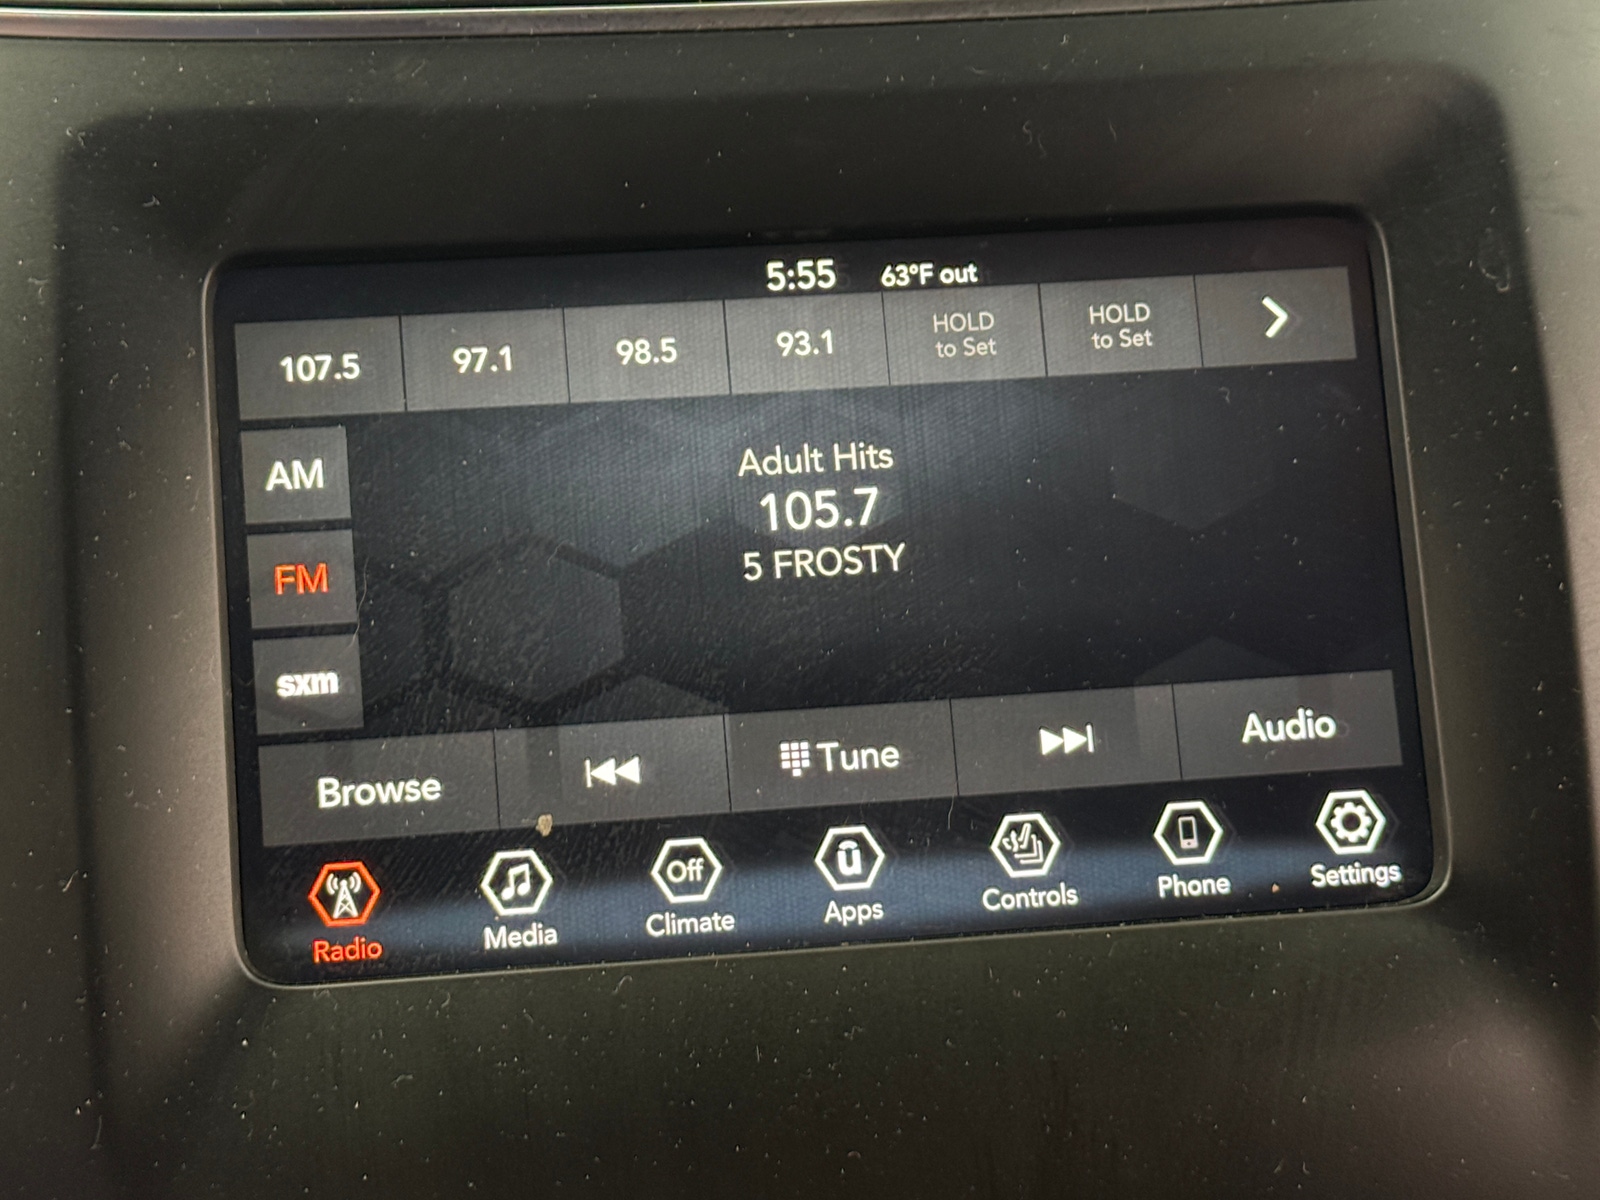 5:55 63°F out
107.5 97.1 98.5 93.1 HOLD to Set HOLD to Set
AM
FM
sxm
Adult Hits
105.7
5 FROSTY
Browse Tune Audio
Radio Media Off Climate Apps Controls Phone Settings